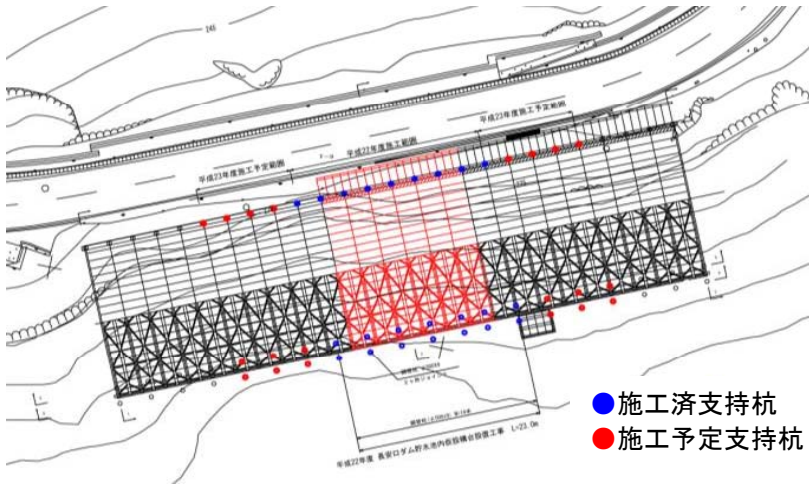 245
平成23年度施工予定範囲
平成22年度施工範囲
平成23年度施工予定範囲
平成22年度 長安口ダム貯水池内仮設構台設置工事 L=23.0m
●施工済支持杭
●施工予定支持杭